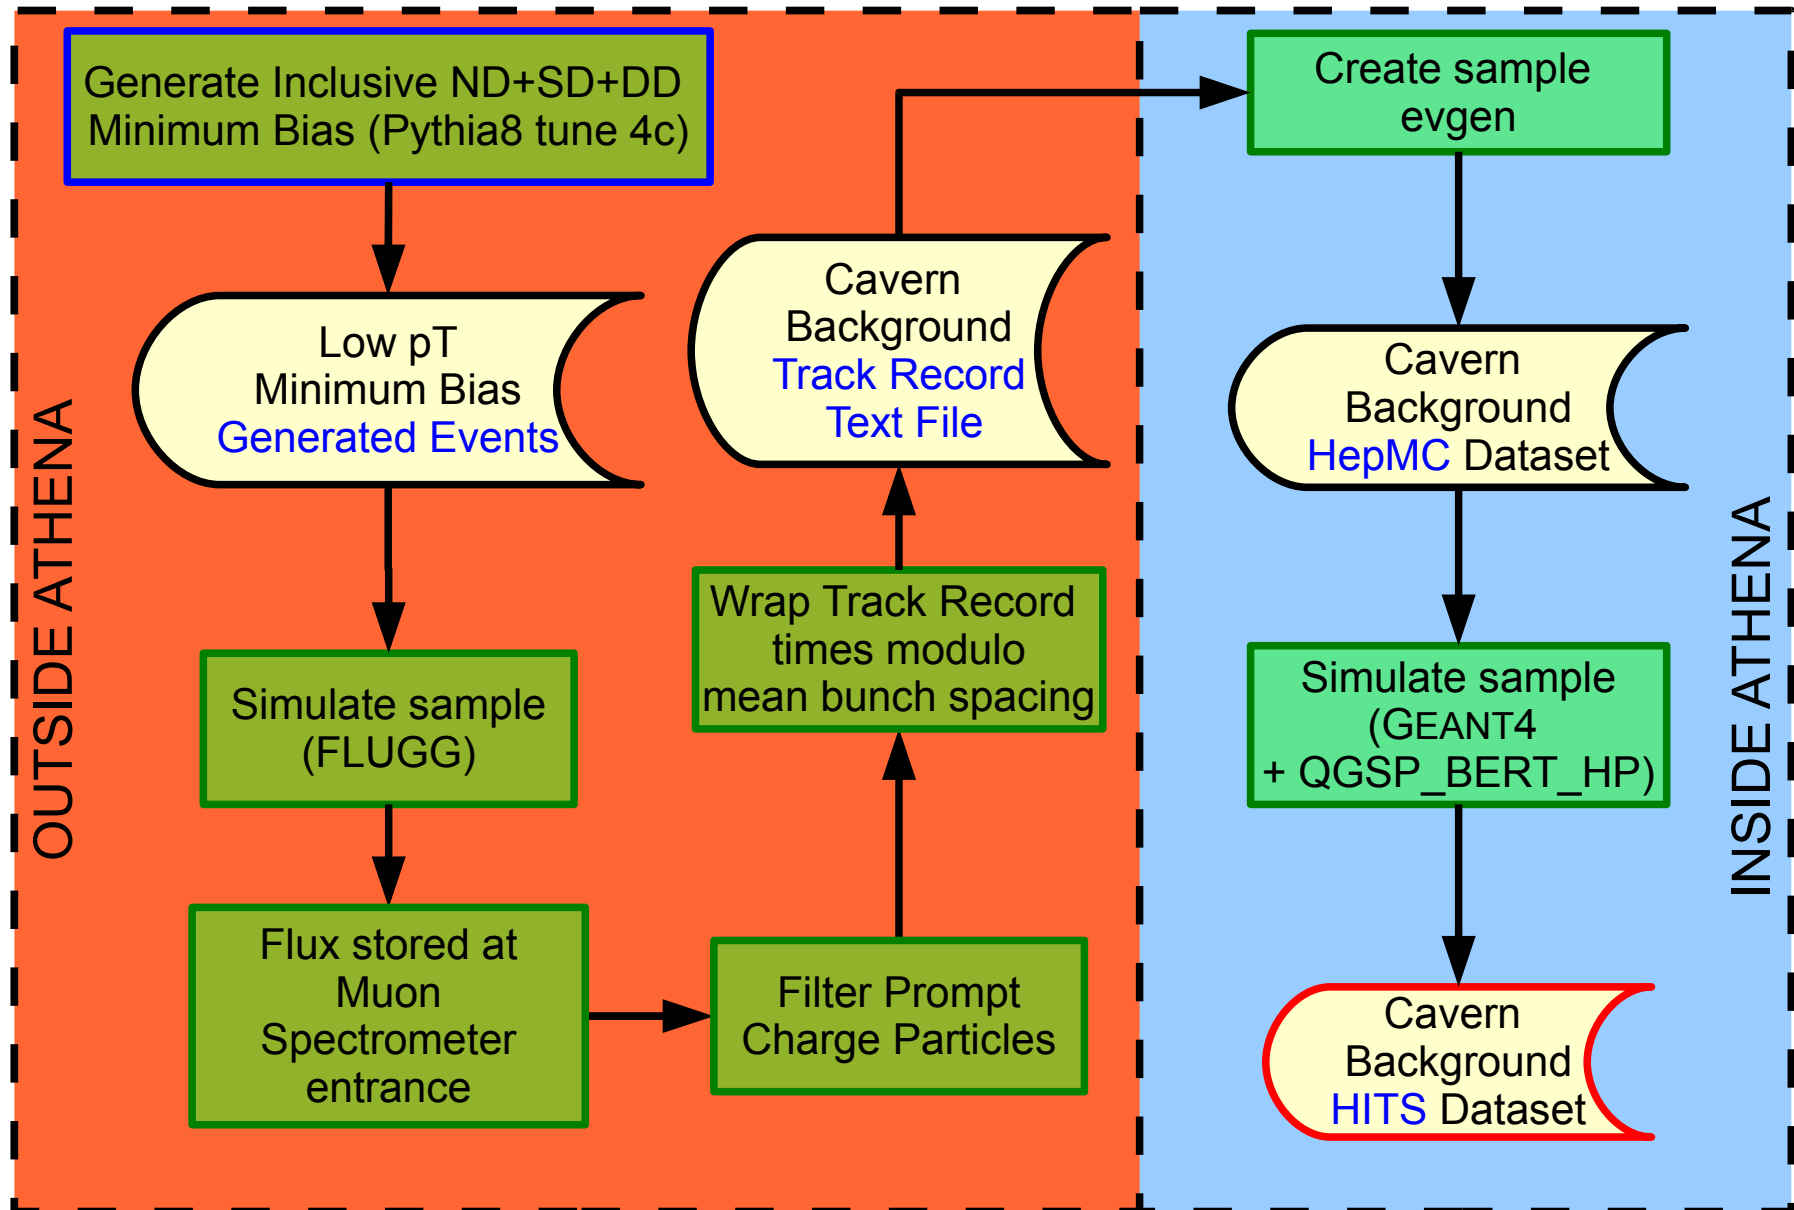 OUTSIDE ATHENA
Generate Inclusive ND+SD+DD
Minimum Bias (Pythia8 tune 4c)
Low pT
Minimum Bias
Generated Events
Simulate sample
(FLUGG)
Flux stored at
Muon
Spectrometer
entrance
Filter Prompt
Charge Particles
Wrap Track Record
times modulo
mean bunch spacing
Cavern
Background
Track Record
Text File
Create sample
evgen
Cavern
Background
HepMC Dataset
Simulate sample
(GEANT4
+ QGSP_BERT_HP)
Cavern
Background
HITS Dataset
INSIDE ATHENA